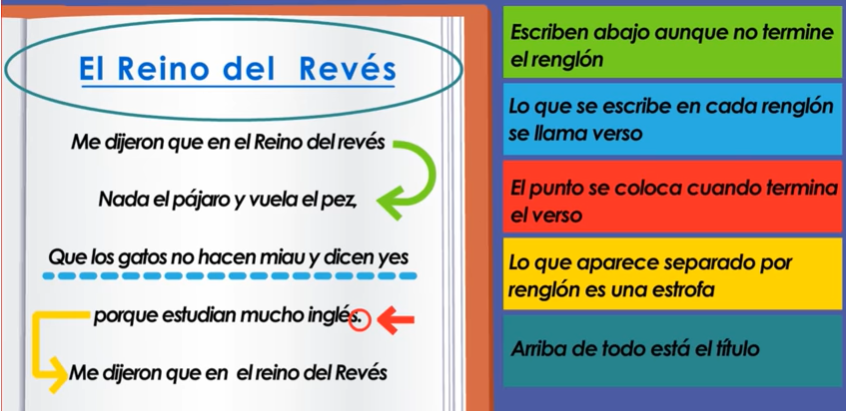 El Reino del Revés
Me dijeron que en el Reino del revés
Nada el pájaro y vuela el pez,
Que los gatos no hacen miau y dicen yes
porque estudian mucho inglés.
Me dijeron que en el reino del Revés
Escriben abajo aunque no termine
el renglón
Lo que se escribe en cada renglón
se llama verso
El punto se coloca cuando termina
el verso
Lo que aparece separado por
renglón es una estrofa
Arriba de todo está el título